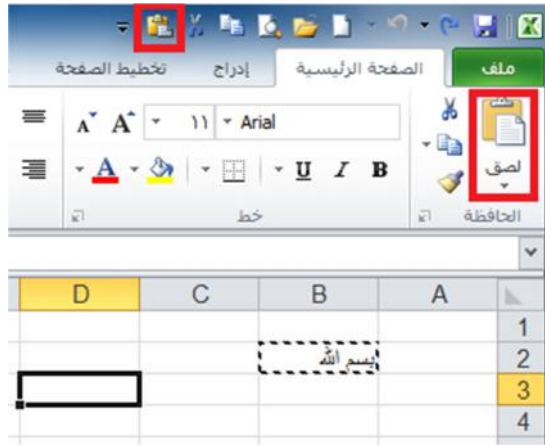 ملف الصفحة الرئيسية إدراج تخطيط الصفحة
لصق Arial ١١ A A
B I U A
الحافظة خط
A B C D
1
2 بسم الله
3
4